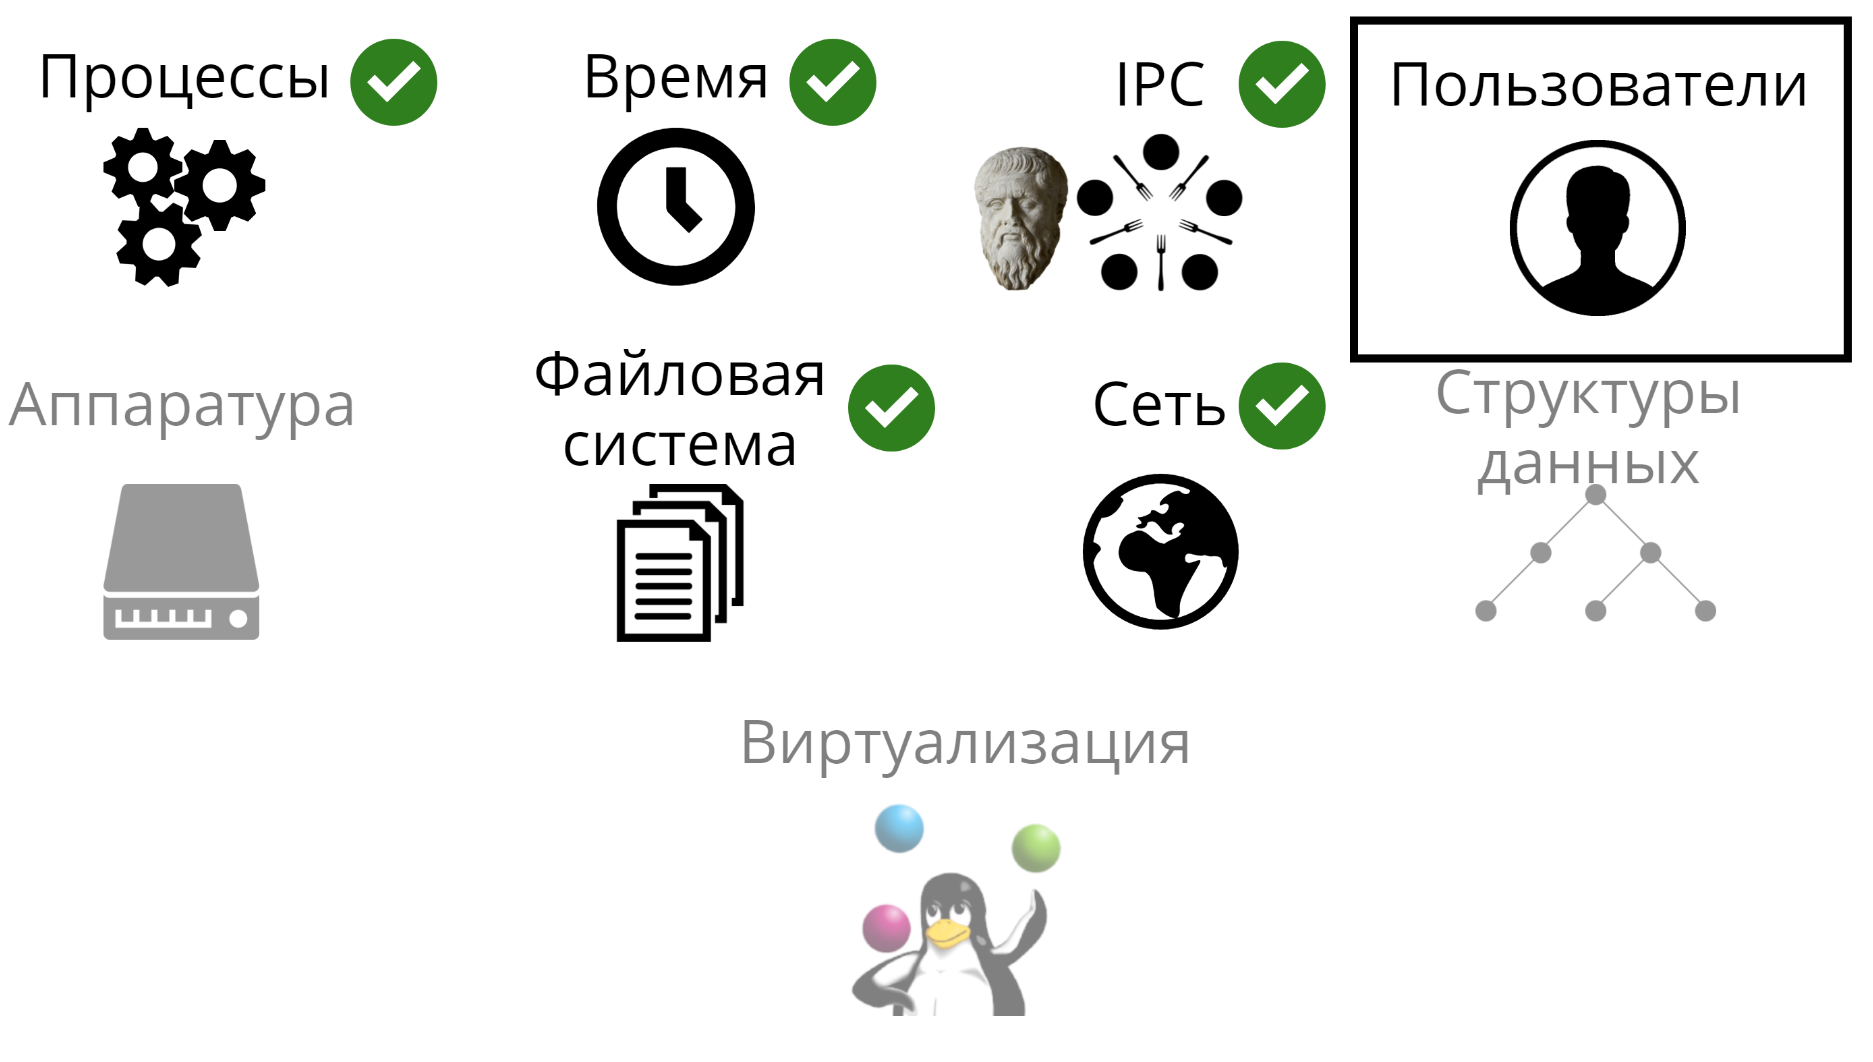 Процессы
Время
IPC
Пользователи
Аппаратура
Файловая
система
Сеть
Структуры
данных
Виртуализация